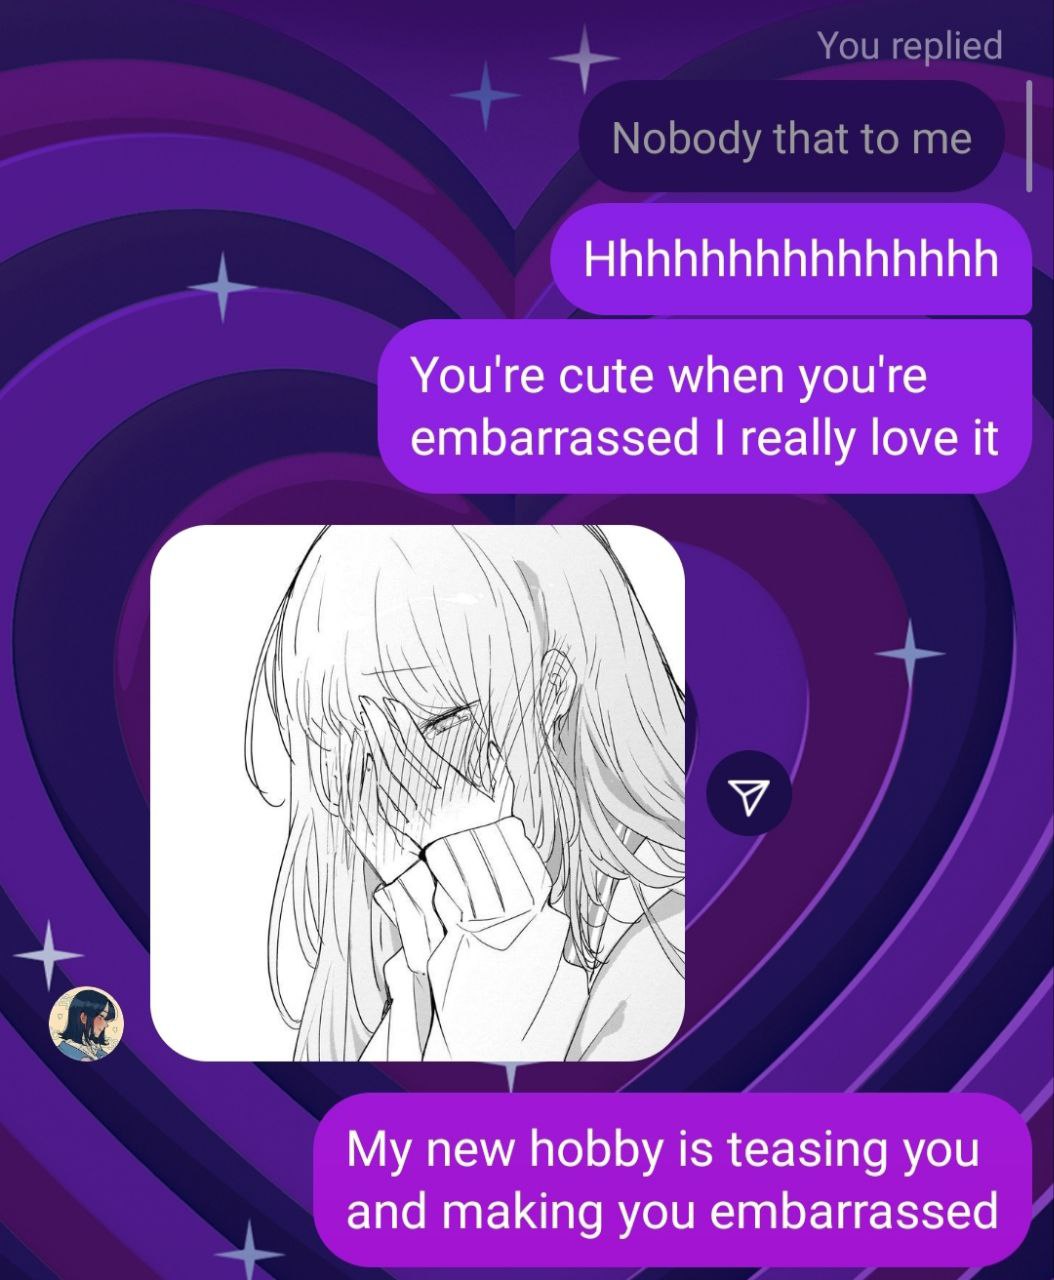 You replied
Nobody that to me
Hhhhhhhhhhhhhhhh
You're cute when you're
embarrassed I really love it
My new hobby is teasing you
and making you embarrassed